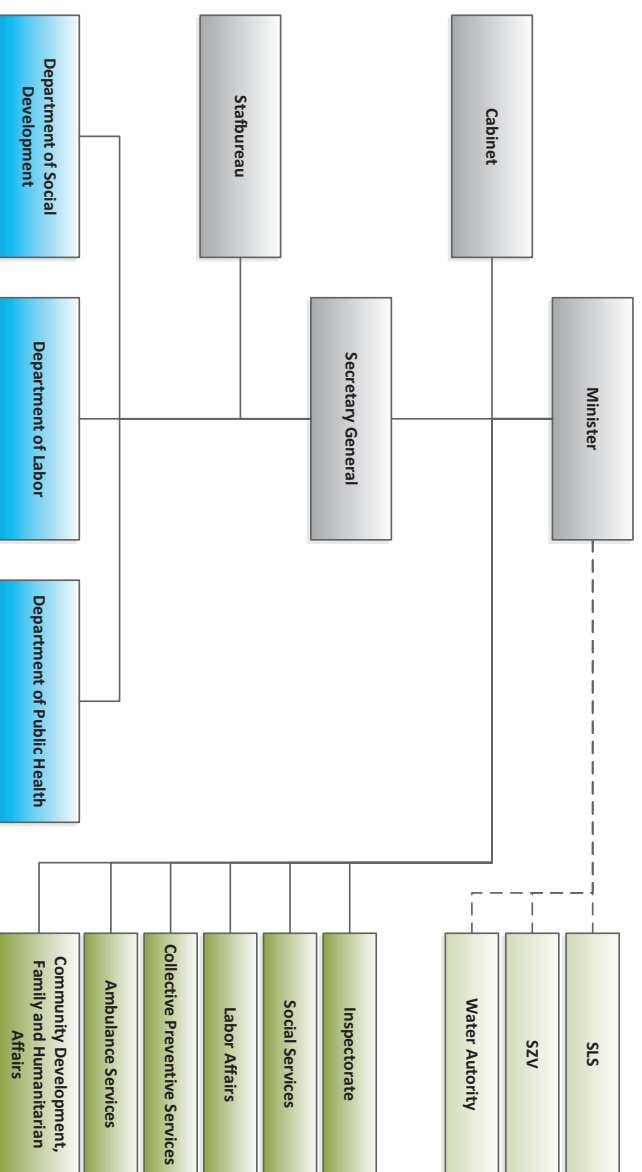 Minister
SLS
SZV
Water Autority
Cabinet
Secretary General
Stafbureau
Inspectorate
Social Services
Labor Affairs
Collective Preventive Services
Ambulance Services
Community Development,
Family and Humanitarian
Affairs
Department of Social
Development
Department of Labor
Department of Public Health